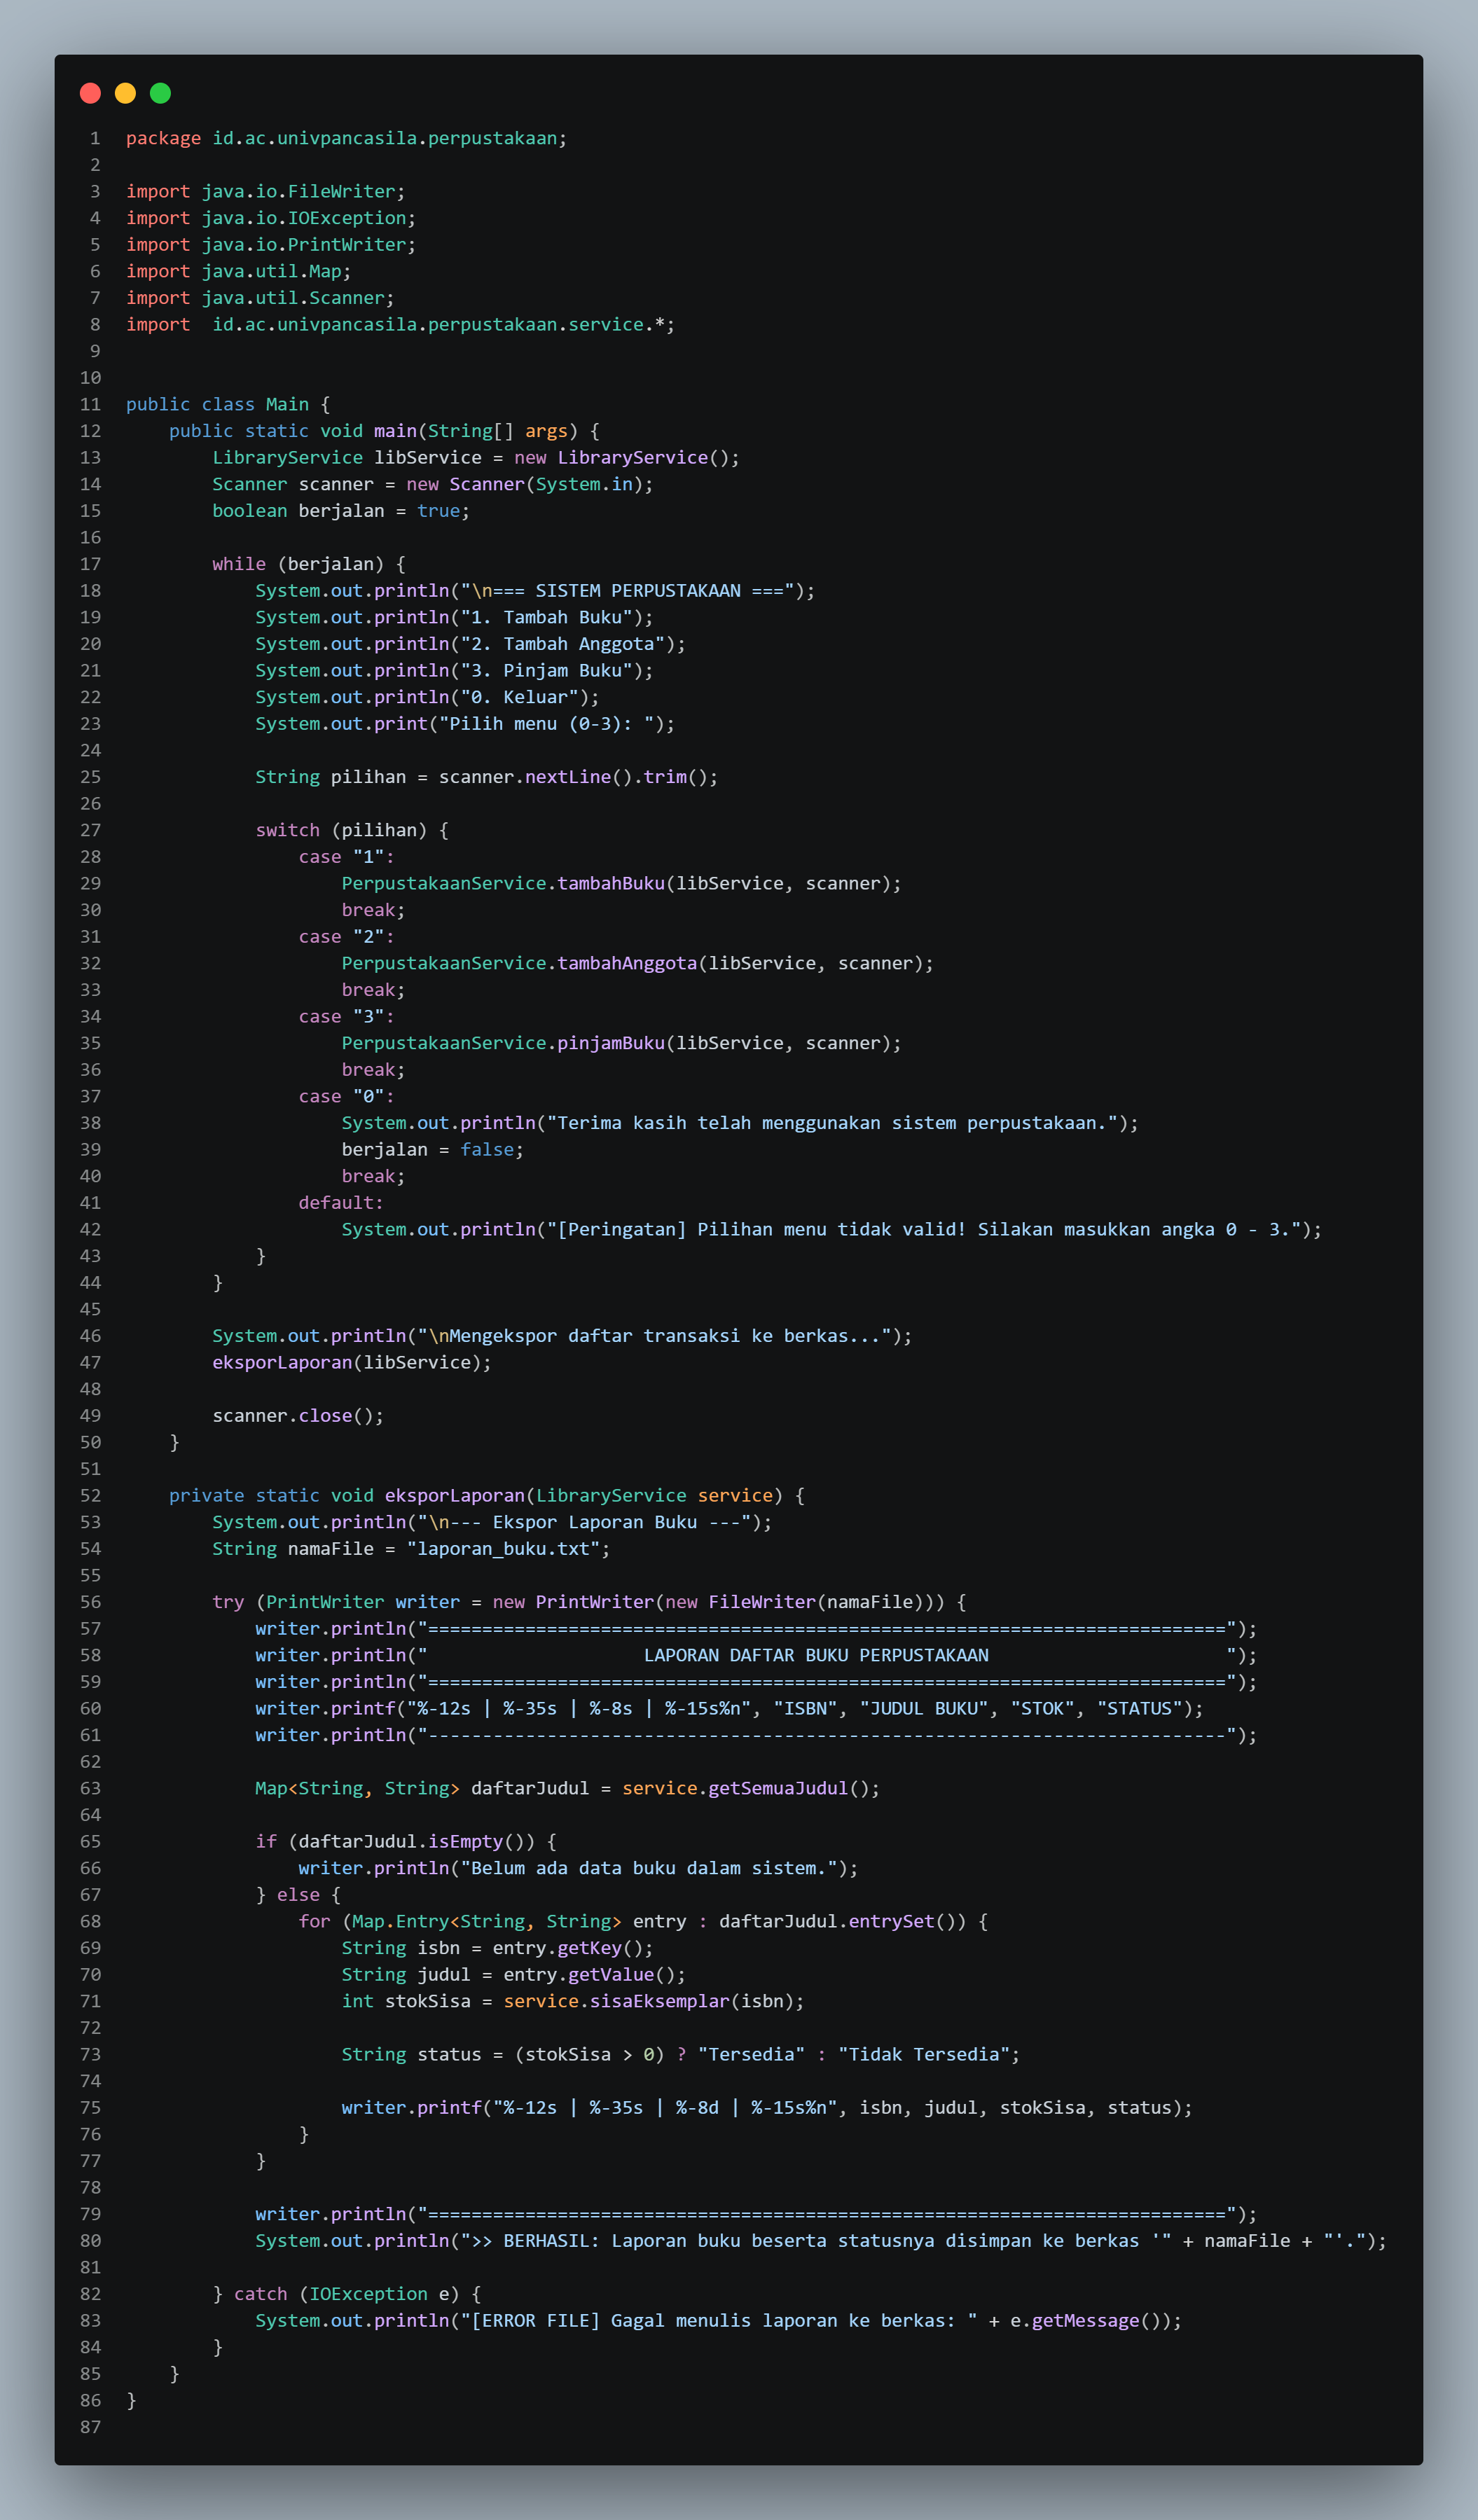 1 package id.ac.univpancasila.perpustakaan;
2
3 import java.io.FileWriter;
4 import java.io.IOException;
5 import java.io.PrintWriter;
6 import java.util.Map;
7 import java.util.Scanner;
8 import  id.ac.univpancasila.perpustakaan.service.*;
9
10
11 public class Main {
12     public static void main(String[] args) {
13         LibraryService libService = new LibraryService();
14         Scanner scanner = new Scanner(System.in);
15         boolean berjalan = true;
16
17         while (berjalan) {
18             System.out.println("\n=== SISTEM PERPUSTAKAAN ===");
19             System.out.println("1. Tambah Buku");
20             System.out.println("2. Tambah Anggota");
21             System.out.println("3. Pinjam Buku");
22             System.out.println("0. Keluar");
23             System.out.print("Pilih menu (0-3): ");
24
25             String pilihan = scanner.nextLine().trim();
26
27             switch (pilihan) {
28                 case "1":
29                     PerpustakaanService.tambahBuku(libService, scanner);
30                     break;
31                 case "2":
32                     PerpustakaanService.tambahAnggota(libService, scanner);
33                     break;
34                 case "3":
35                     PerpustakaanService.pinjamBuku(libService, scanner);
36                     break;
37                 case "0":
38                     System.out.println("Terima kasih telah menggunakan sistem perpustakaan.");
39                     berjalan = false;
40                     break;
41                 default:
42                     System.out.println("[Peringatan] Pilihan menu tidak valid! Silakan masukkan angka 0 - 3.");
43             }
44         }
45
46         System.out.println("\nMengekspor daftar transaksi ke berkas...");
47         eksporLaporan(libService);
48
49         scanner.close();
50     }
51
52     private static void eksporLaporan(LibraryService service) {
53         System.out.println("\n--- Ekspor Laporan Buku ---");
54         String namaFile = "laporan_buku.txt";
55
56         try (PrintWriter writer = new PrintWriter(new FileWriter(namaFile))) {
57             writer.println("==========================================================================");
58             writer.println("                    LAPORAN DAFTAR BUKU PERPUSTAKAAN                      ");
59             writer.println("==========================================================================");
60             writer.printf("%-12s | %-35s | %-8s | %-15s%n", "ISBN", "JUDUL BUKU", "STOK", "STATUS");
61             writer.println("--------------------------------------------------------------------------");
62
63             Map<String, String> daftarJudul = service.getSemuaJudul();
64
65             if (daftarJudul.isEmpty()) {
66                 writer.println("Belum ada data buku dalam sistem.");
67             } else {
68                 for (Map.Entry<String, String> entry : daftarJudul.entrySet()) {
69                     String isbn = entry.getKey();
70                     String judul = entry.getValue();
71                     int stokSisa = service.sisaEksemplar(isbn);
72
73                     String status = (stokSisa > 0) ? "Tersedia" : "Tidak Tersedia";
74
75                     writer.printf("%-12s | %-35s | %-8d | %-15s%n", isbn, judul, stokSisa, status);
76                 }
77             }
78
79             writer.println("==========================================================================");
80             System.out.println(">> BERHASIL: Laporan buku beserta statusnya disimpan ke berkas '" + namaFile + "'.");
81
82         } catch (IOException e) {
83             System.out.println("[ERROR FILE] Gagal menulis laporan ke berkas: " + e.getMessage());
84         }
85     }
86 }
87